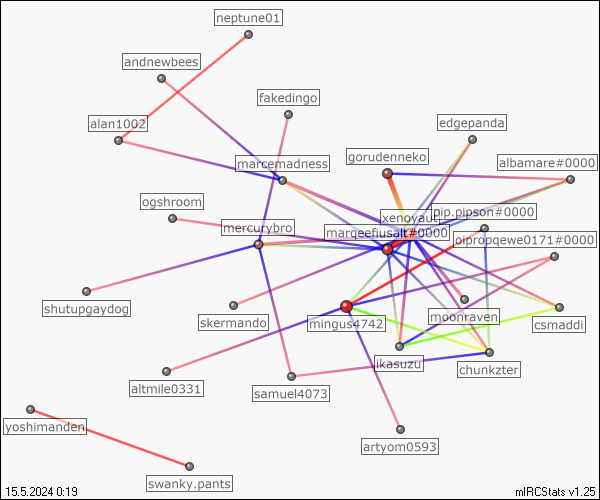 neptune01
andnewbees
fakedingo
alan1002
edgepanda
marcemadness
gorudenneko
albamare#0000
ogshroom
xenoyaut
pip.pipson#0000
mercurybro
marqeefiusalt#0000
oipropqewe0171#0000
shutupgaydog
skermando
mingus4742
moonraven
csmaddi
ikasuzu
chunkzter
altmile0331
samuel4073
yoshimanden
artyom0593
swanky.pants
15.5.2024 0:19
mIRCStats v1.25